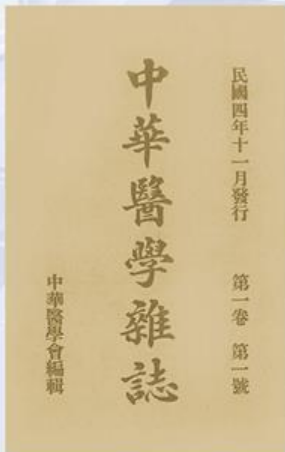 民國四年十一月發行　第一卷　第一號
中華醫學雜誌
中華醫學會編輯